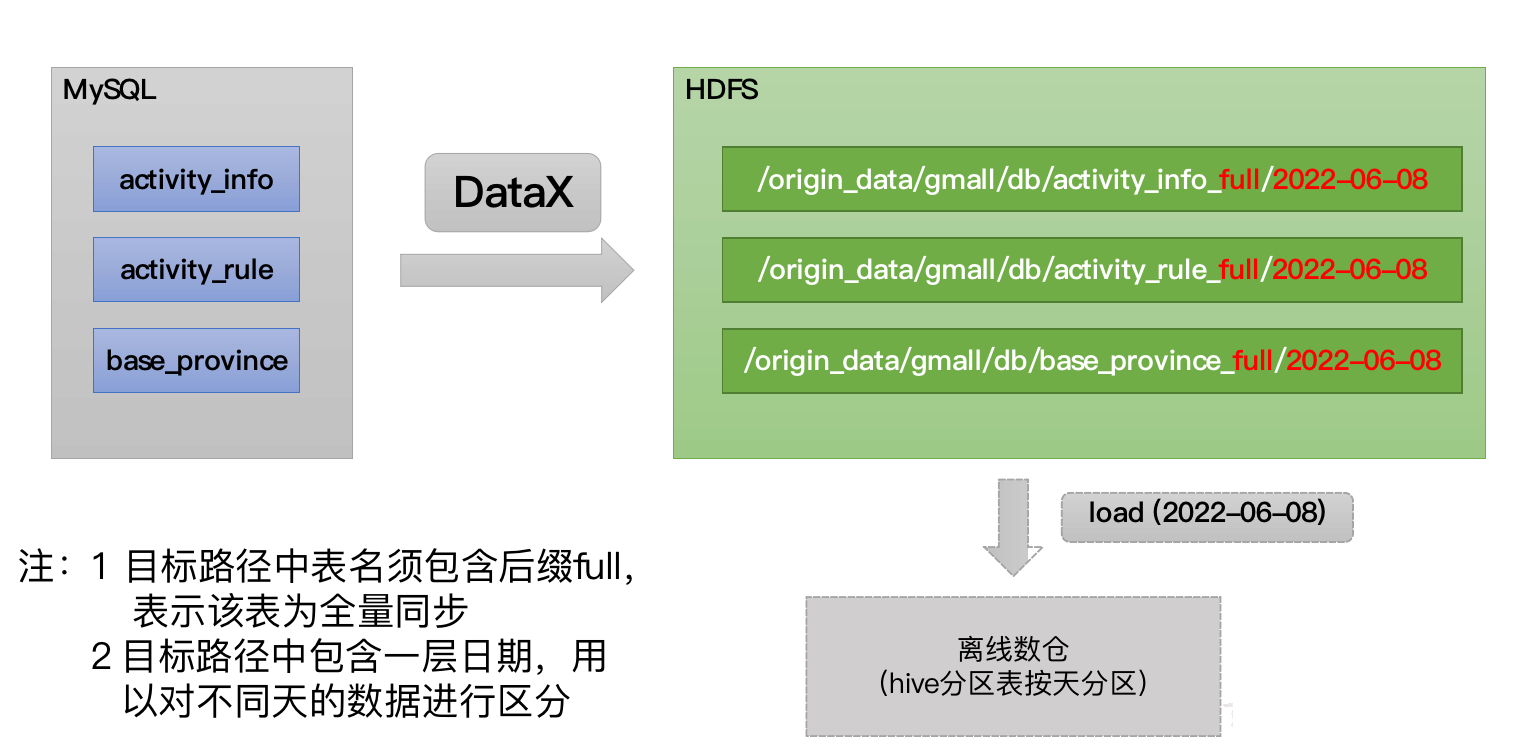 MySQL
activity_info
activity_rule
base_province
DataX
HDFS
/origin_data/gmall/db/activity_info_full/2022-06-08
/origin_data/gmall/db/activity_rule_full/2022-06-08
/origin_data/gmall/db/base_province_full/2022-06-08
load (2022-06-08)
离线数仓
(hive分区表按天分区)
注：1 目标路径中表名须包含后缀full，
表示该表为全量同步
2 目标路径中包含一层日期，用
以对不同天的数据进行区分